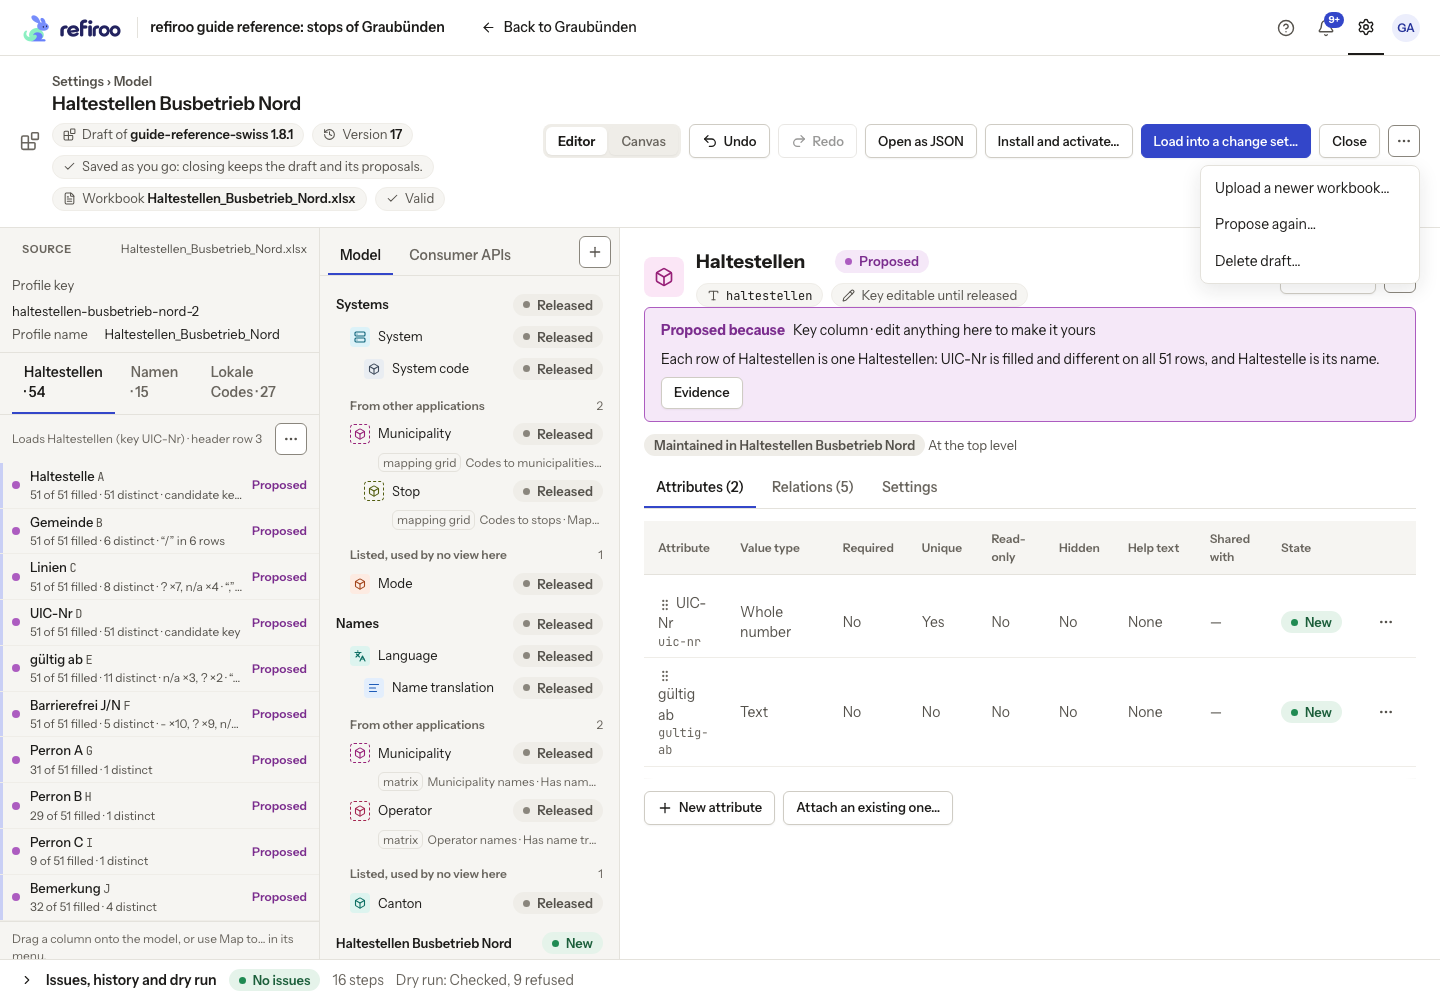 refiroo
refiroo guide reference: stops of Graubünden
← Back to Graubünden
9+
GA
Settings › Model
Haltestellen Busbetrieb Nord
Draft of guide-reference-swiss 1.8.1
Version 17
Saved as you go: closing keeps the draft and its proposals.
Workbook Haltestellen_Busbetrieb_Nord.xlsx
Valid
Editor
Canvas
Undo
Redo
Open as JSON
Install and activate...
Load into a change set...
Close
Upload a newer workbook...
Propose again...
Delete draft...
SOURCE
Haltestellen_Busbetrieb_Nord.xlsx
Profile key
haltestellen-busbetrieb-nord-2
Profile name Haltestellen_Busbetrieb_Nord
Haltestellen
· 54
Namen
· 15
Lokale
Codes · 27
Loads Haltestellen (key UIC-Nr) · header row 3
Haltestelle A
51 of 51 filled · 51 distinct · candidate ke...
Proposed
Gemeinde B
51 of 51 filled · 6 distinct · “/” in 6 rows
Proposed
Linien C
51 of 51 filled · 8 distinct · ? ×7, n/a ×4 · “,”...
Proposed
UIC-Nr D
51 of 51 filled · 51 distinct · candidate key
Proposed
gültig ab E
51 of 51 filled · 11 distinct · n/a ×3, ? ×2 · “...
Proposed
Barrierefrei J/N F
51 of 51 filled · 5 distinct · - ×10, ? ×9, n/...
Proposed
Perron A G
31 of 51 filled · 1 distinct
Proposed
Perron B H
29 of 51 filled · 1 distinct
Proposed
Perron C I
9 of 51 filled · 1 distinct
Proposed
Bemerkung J
32 of 51 filled · 4 distinct
Proposed
Drag a column onto the model, or use Map to... in its
menu.
Model
Consumer APIs
Systems
Released
System
Released
System code
Released
From other applications
2
Municipality
Released
mapping grid
Codes to municipalities...
Stop
Released
mapping grid
Codes to stops · Map...
Listed, used by no view here
1
Mode
Released
Names
Released
Language
Released
Name translation
Released
From other applications
2
Municipality
Released
matrix
Municipality names · Has nam...
Operator
Released
matrix
Operator names · Has name tr...
Listed, used by no view here
1
Canton
Released
Haltestellen Busbetrieb Nord
New
Haltestellen
Proposed
haltestellen
Key editable until released
Proposed because Key column · edit anything here to make it yours
Each row of Haltestellen is one Haltestellen: UIC-Nr is filled and different on all 51 rows, and Haltestelle is its name.
Evidence
Maintained in Haltestellen Busbetrieb Nord At the top level
Attributes (2)
Relations (5)
Settings
Attribute
Value type
Required
Unique
Read-
only
Hidden
Help text
Shared
with
State
UIC-
Nr
uic-nr
Whole
number
No
Yes
No
No
None
—
New
gültig
ab
gultig-
ab
Text
No
No
No
No
None
—
New
New attribute
Attach an existing one...
Issues, history and dry run
No issues
16 steps
Dry run: Checked, 9 refused